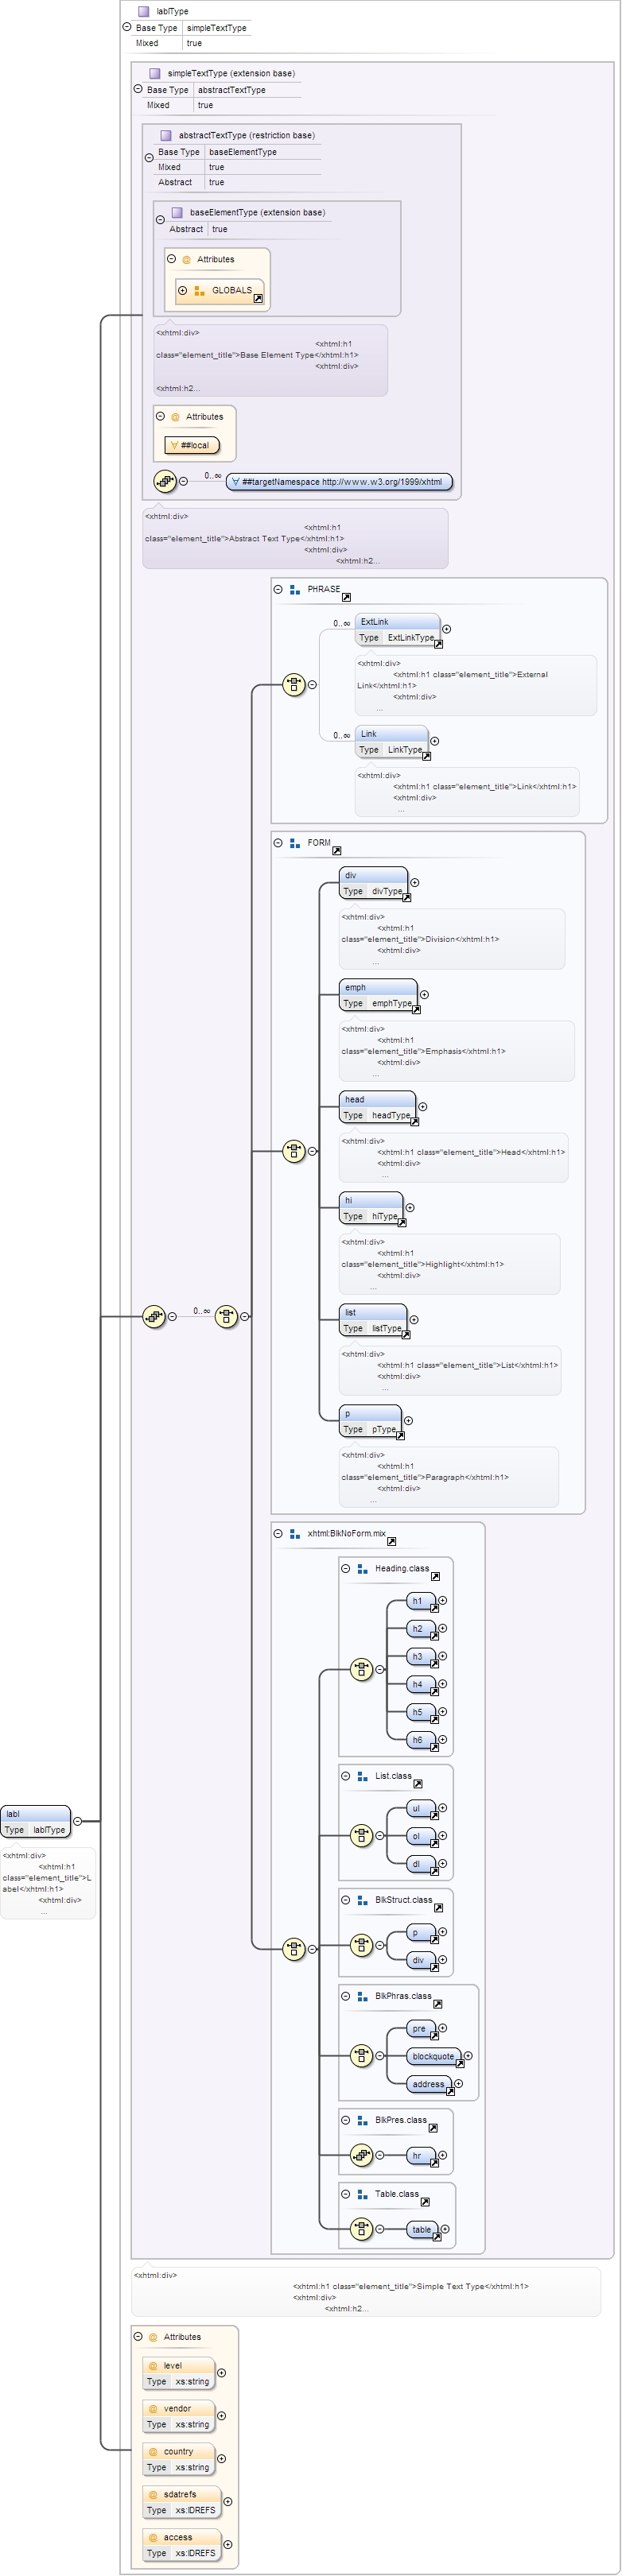 lablType
Base Type simpleTextType
Mixed true
simpleTextType (extension base)
Base Type abstractTextType
Mixed true
abstractTextType (restriction base)
Base Type baseElementType
Mixed true
Abstract true
baseElementType (extension base)
Abstract true
@ Attributes
GLOBALS
<xhtml:div>
<xhtml:h1
class="element_title">Base Element Type</xhtml:h1>
<xhtml:div>
<xhtml:h2...
@ Attributes
∀ ##local
0..∞
∀ ##targetNamespace http://www.w3.org/1999/xhtml
<xhtml:div>
<xhtml:h1
class="element_title">Abstract Text Type</xhtml:h1>
<xhtml:div>
<xhtml:h2...
PHRASE
0..∞
ExtLink
Type ExtLinkType
<xhtml:div>
<xhtml:h1 class="element_title">External
Link</xhtml:h1>
<xhtml:div>
...
0..∞
Link
Type LinkType
<xhtml:div>
<xhtml:h1 class="element_title">Link</xhtml:h1>
<xhtml:div>
...
FORM
div
Type divType
<xhtml:div>
<xhtml:h1
class="element_title">Division</xhtml:h1>
<xhtml:div>
...
emph
Type emphType
<xhtml:div>
<xhtml:h1
class="element_title">Emphasis</xhtml:h1>
<xhtml:div>
...
head
Type headType
<xhtml:div>
<xhtml:h1 class="element_title">Head</xhtml:h1>
<xhtml:div>
...
hi
Type hiType
<xhtml:div>
<xhtml:h1
class="element_title">Highlight</xhtml:h1>
<xhtml:div>
...
0..∞
list
Type listType
<xhtml:div>
<xhtml:h1 class="element_title">List</xhtml:h1>
<xhtml:div>
...
p
Type pType
<xhtml:div>
<xhtml:h1
class="element_title">Paragraph</xhtml:h1>
<xhtml:div>
...
xhtml:BlkNoForm.mix
Heading.class
h1
h2
h3
h4
h5
h6
List.class
ul
ol
dl
labl
Type lablType
<xhtml:div>
<xhtml:h1
class="element_title">L
abel</xhtml:h1>
<xhtml:div>
...
BlkStruct.class
p
div
BlkPhras.class
pre
blockquote
address
BlkPres.class
hr
Table.class
table
<xhtml:div>
<xhtml:h1 class="element_title">Simple Text Type</xhtml:h1>
<xhtml:div>
<xhtml:h2...
@ Attributes
@ level
Type xs:string
@ vendor
Type xs:string
@ country
Type xs:string
@ sdatrefs
Type xs:IDREFS
@ access
Type xs:IDREFS